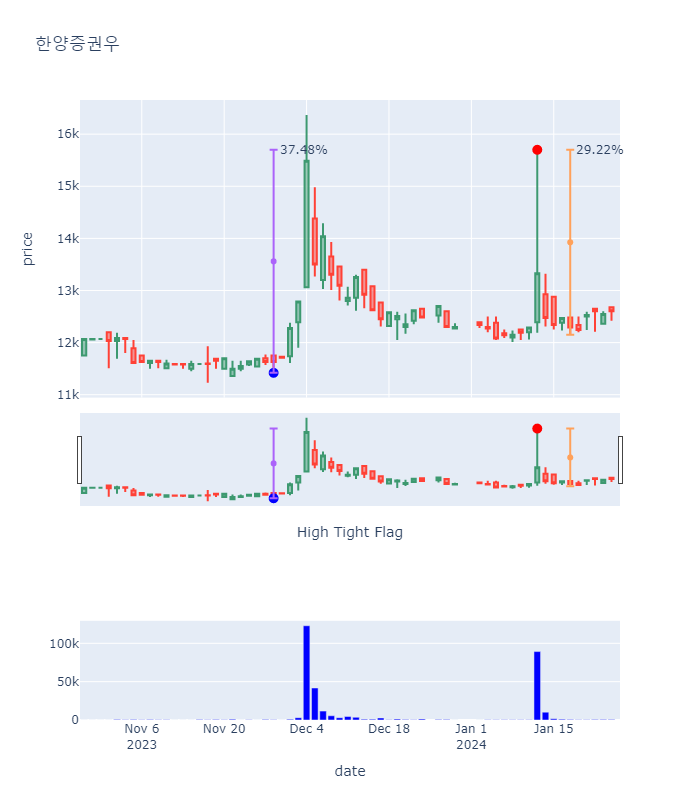 한양증권우
16k
15k
14k
13k
12k
11k
price
37.48%
29.22%
High Tight Flag
100k
50k
0
Nov 6
2023
Nov 20
Dec 4
Dec 18
Jan 1
2024
Jan 15
date